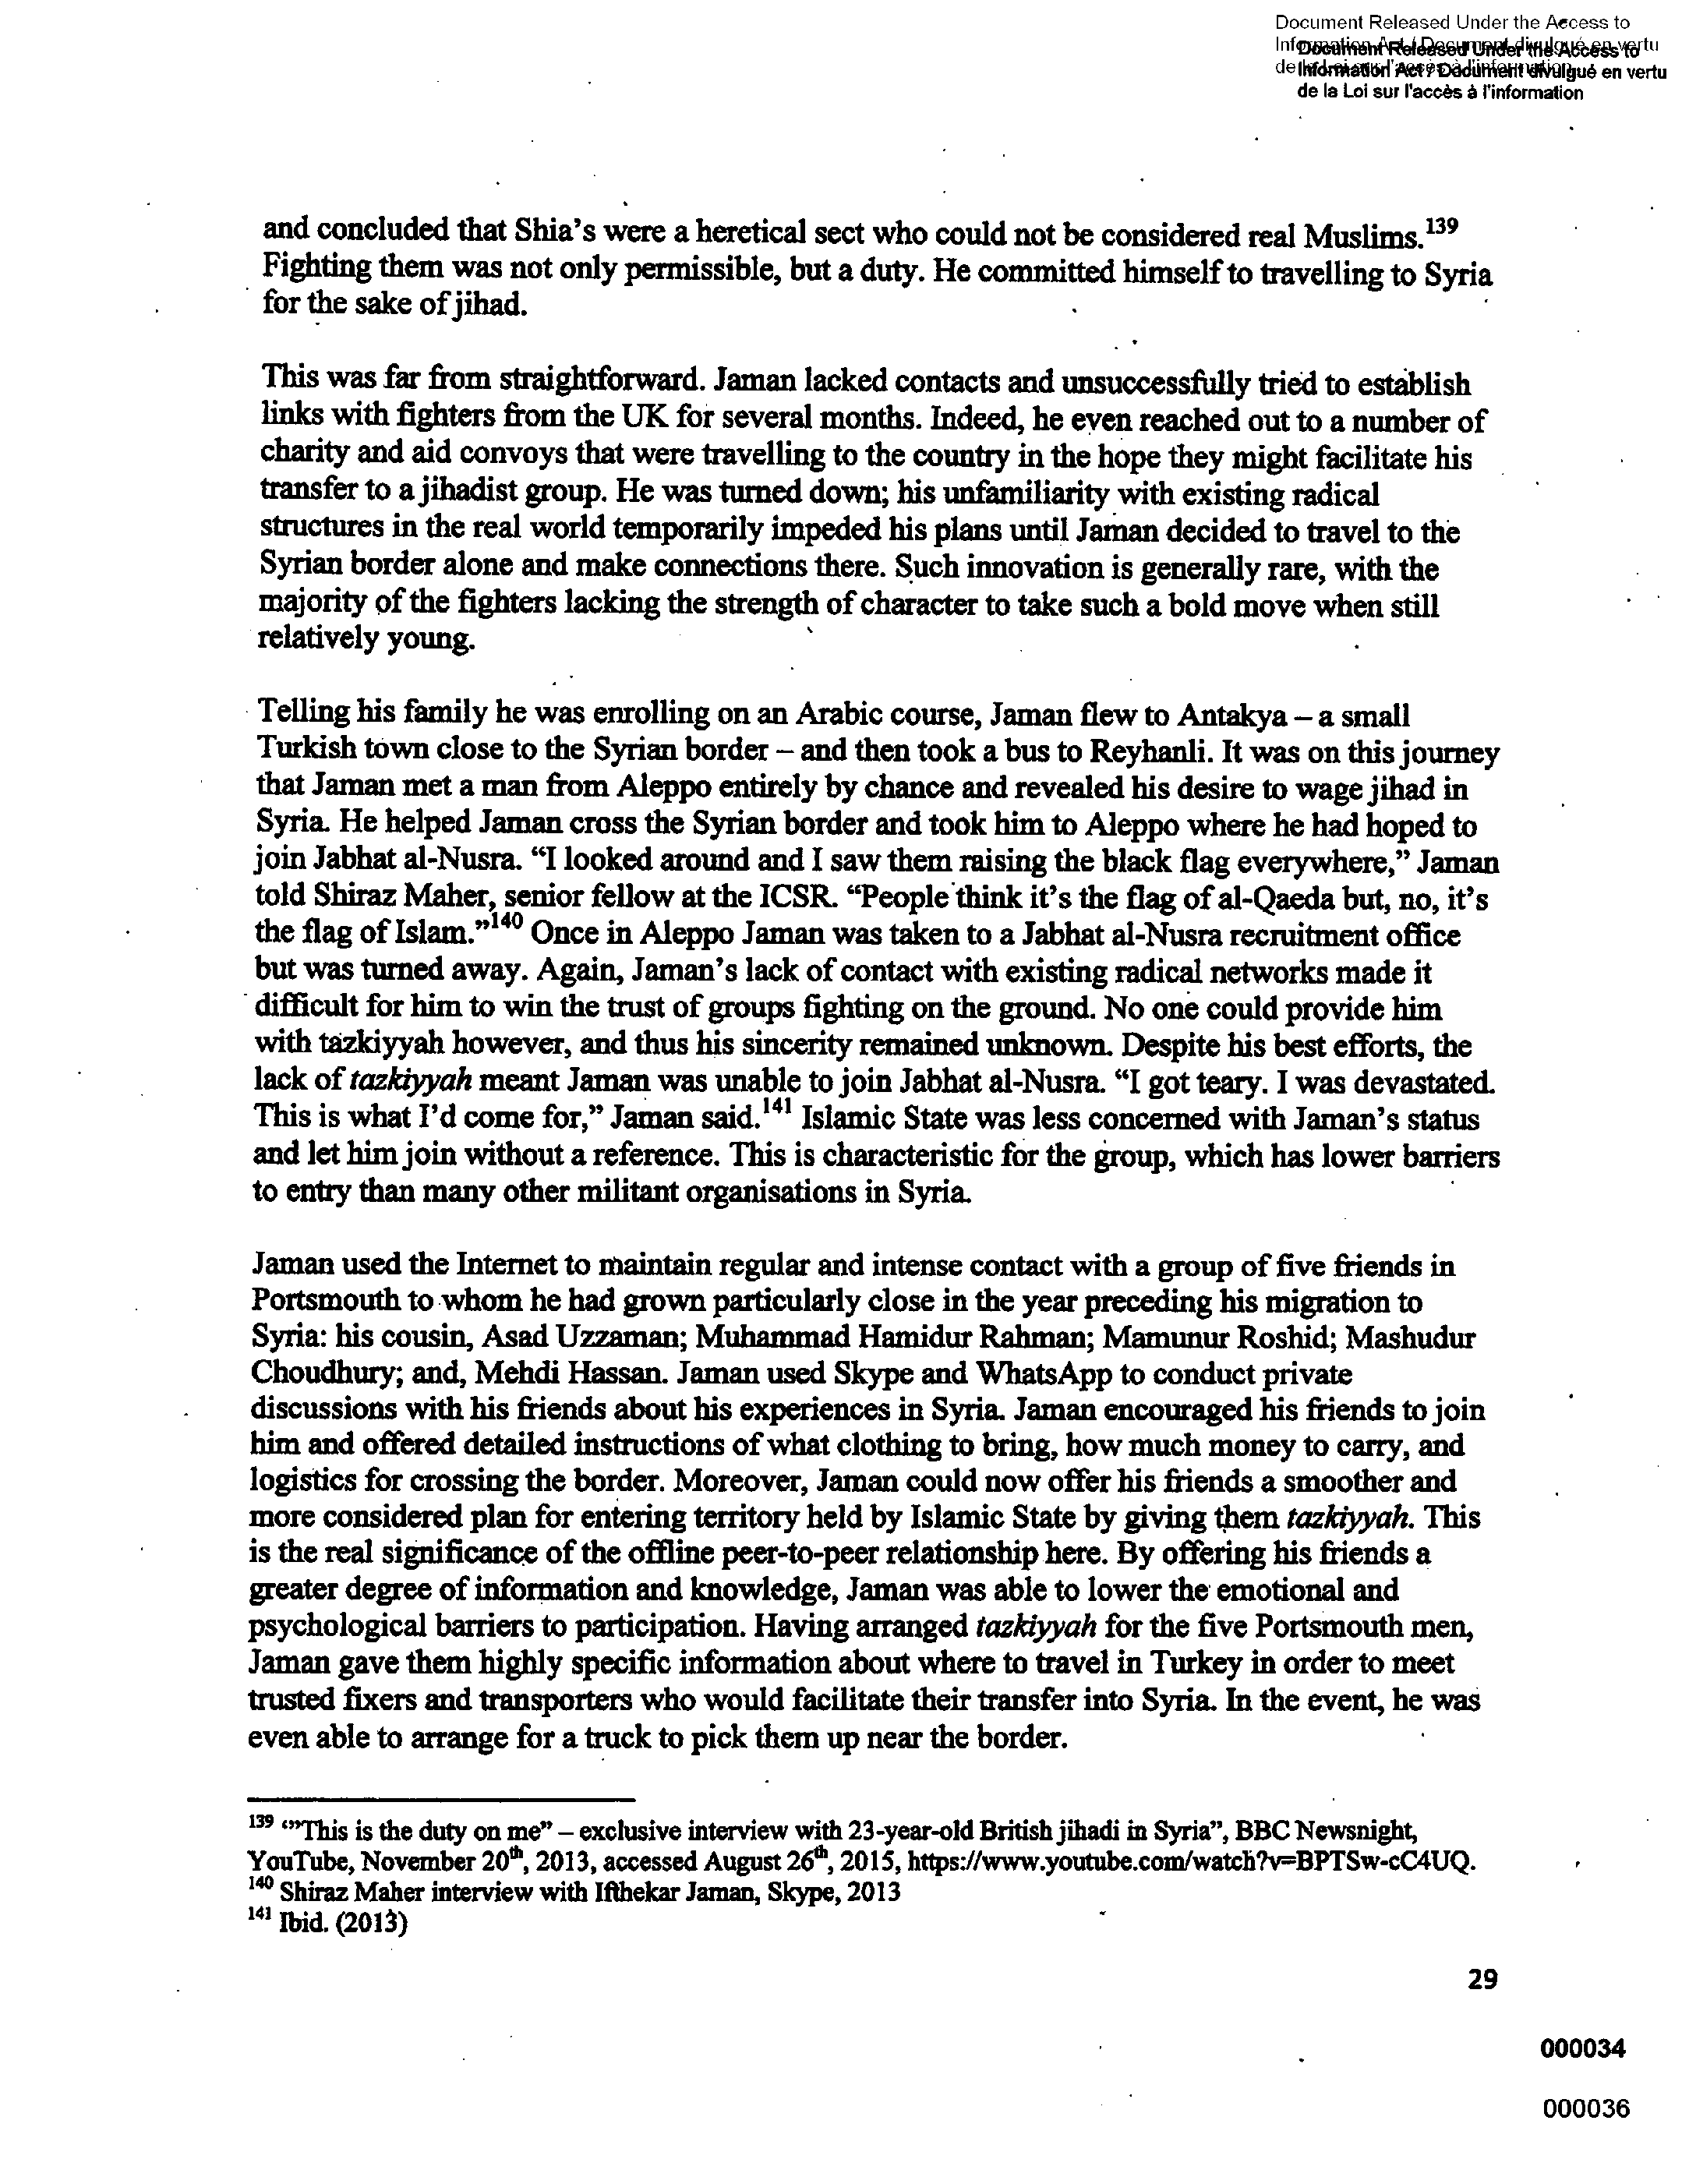 Document Released Under the Access to
Information Act / Document divulgué en vertu
de la Loi sur l'accès à l'information
Document Released Under the Access to
Information Act / Document divulgué en vertu
de la Loi sur l'accès à l'information
and concluded that Shia's were a heretical sect who could not be considered real Muslims.139
Fighting them was not only permissible, but a duty. He committed himself to travelling to Syria
for the sake of jihad.
This was far from straightforward. Jaman lacked contacts and unsuccessfully tried to establish
links with fighters from the UK for several months. Indeed, he even reached out to a number of
charity and aid convoys that were travelling to the country in the hope they might facilitate his
transfer to a jihadist group. He was turned down; his unfamiliarity with existing radical
structures in the real world temporarily impeded his plans until Jaman decided to travel to the
Syrian border alone and make connections there. Such innovation is generally rare, with the
majority of the fighters lacking the strength of character to take such a bold move when still
relatively young.
Telling his family he was enrolling on an Arabic course, Jaman flew to Antakya – a small
Turkish town close to the Syrian border – and then took a bus to Reyhanli. It was on this journey
that Jaman met a man from Aleppo entirely by chance and revealed his desire to wage jihad in
Syria. He helped Jaman cross the Syrian border and took him to Aleppo where he had hoped to
join Jabhat al-Nusra. “I looked around and I saw them raising the black flag everywhere,” Jaman
told Shiraz Maher, senior fellow at the ICSR. “People think it's the flag of al-Qaeda but, no, it's
the flag of Islam.”140 Once in Aleppo Jaman was taken to a Jabhat al-Nusra recruitment office
but was turned away. Again, Jaman's lack of contact with existing radical networks made it
difficult for him to win the trust of groups fighting on the ground. No one could provide him
with tazkiyyah however, and thus his sincerity remained unknown. Despite his best efforts, the
lack of tazkiyyah meant Jaman was unable to join Jabhat al-Nusra. “I got teary. I was devastated.
This is what I'd come for,” Jaman said.141 Islamic State was less concerned with Jaman's status
and let him join without a reference. This is characteristic for the group, which has lower barriers
to entry than many other militant organisations in Syria.
Jaman used the Internet to maintain regular and intense contact with a group of five friends in
Portsmouth to whom he had grown particularly close in the year preceding his migration to
Syria: his cousin, Asad Uzzaman; Muhammad Hamidur Rahman; Mamunur Roshid; Mashudur
Choudhury; and, Mehdi Hassan. Jaman used Skype and WhatsApp to conduct private
discussions with his friends about his experiences in Syria. Jaman encouraged his friends to join
him and offered detailed instructions of what clothing to bring, how much money to carry, and
logistics for crossing the border. Moreover, Jaman could now offer his friends a smoother and
more considered plan for entering territory held by Islamic State by giving them tazkiyyah. This
is the real significance of the offline peer-to-peer relationship here. By offering his friends a
greater degree of information and knowledge, Jaman was able to lower the emotional and
psychological barriers to participation. Having arranged tazkiyyah for the five Portsmouth men,
Jaman gave them highly specific information about where to travel in Turkey in order to meet
trusted fixers and transporters who would facilitate their transfer into Syria. In the event, he was
even able to arrange for a truck to pick them up near the border.
139 “”This is the duty on me” – exclusive interview with 23-year-old British jihadi in Syria”, BBC Newsnight,
YouTube, November 20th, 2013, accessed August 26th, 2015, https://www.youtube.com/watch?v=BPTSw-cC4UQ.
140 Shiraz Maher interview with Ifthekar Jaman, Skype, 2013
141 Ibid. (2013)
29
000034
000036